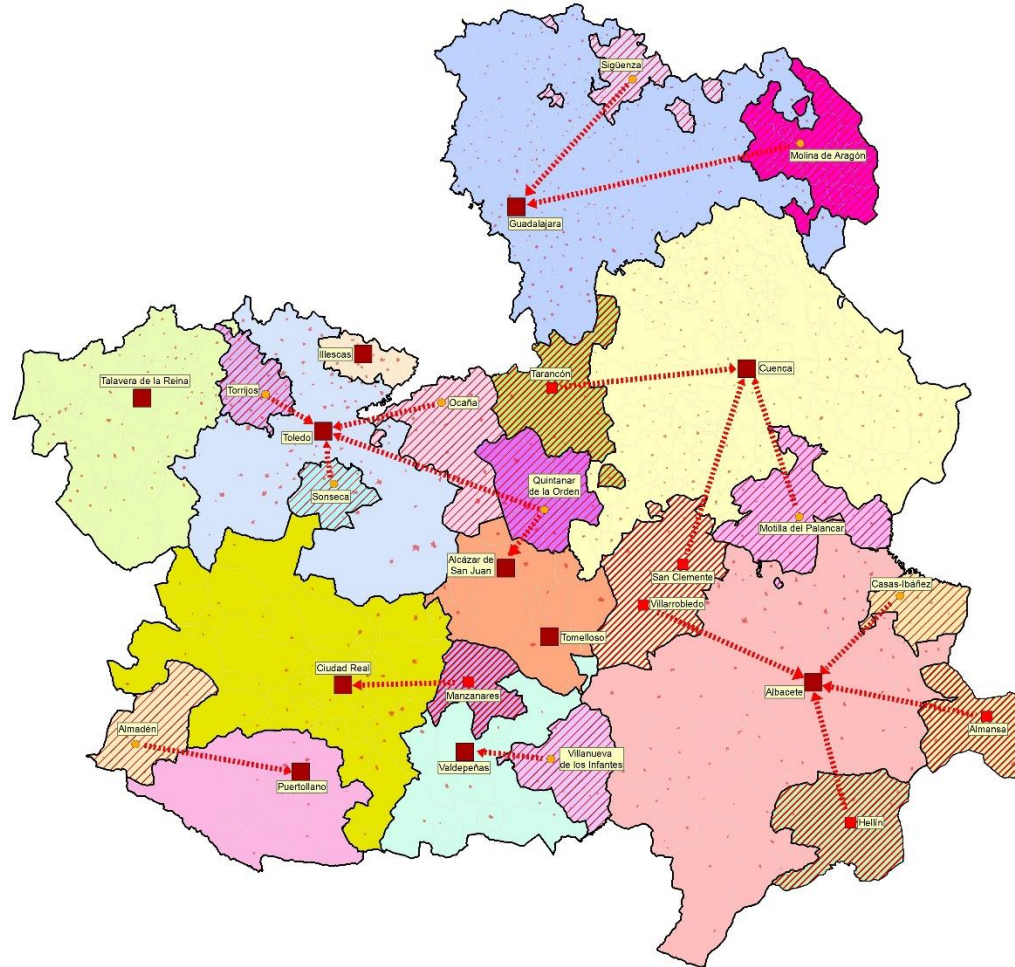 Sigüenza
Molina de Aragón
Guadalajara
Illescas
Tarancón
Cuenca
Talavera de la Reina
Torrijos
Ocaña
Toledo
Quintanar
de la Orden
Sonseca
Motilla del Palancar
Alcázar de
San Juan
San Clemente
Casas-Ibáñez
Villarrobledo
Tomelloso
Ciudad Real
Manzanares
Albacete
Almadén
Almansa
Valdepeñas
Villanueva
de los Infantes
Puertollano
Hellín